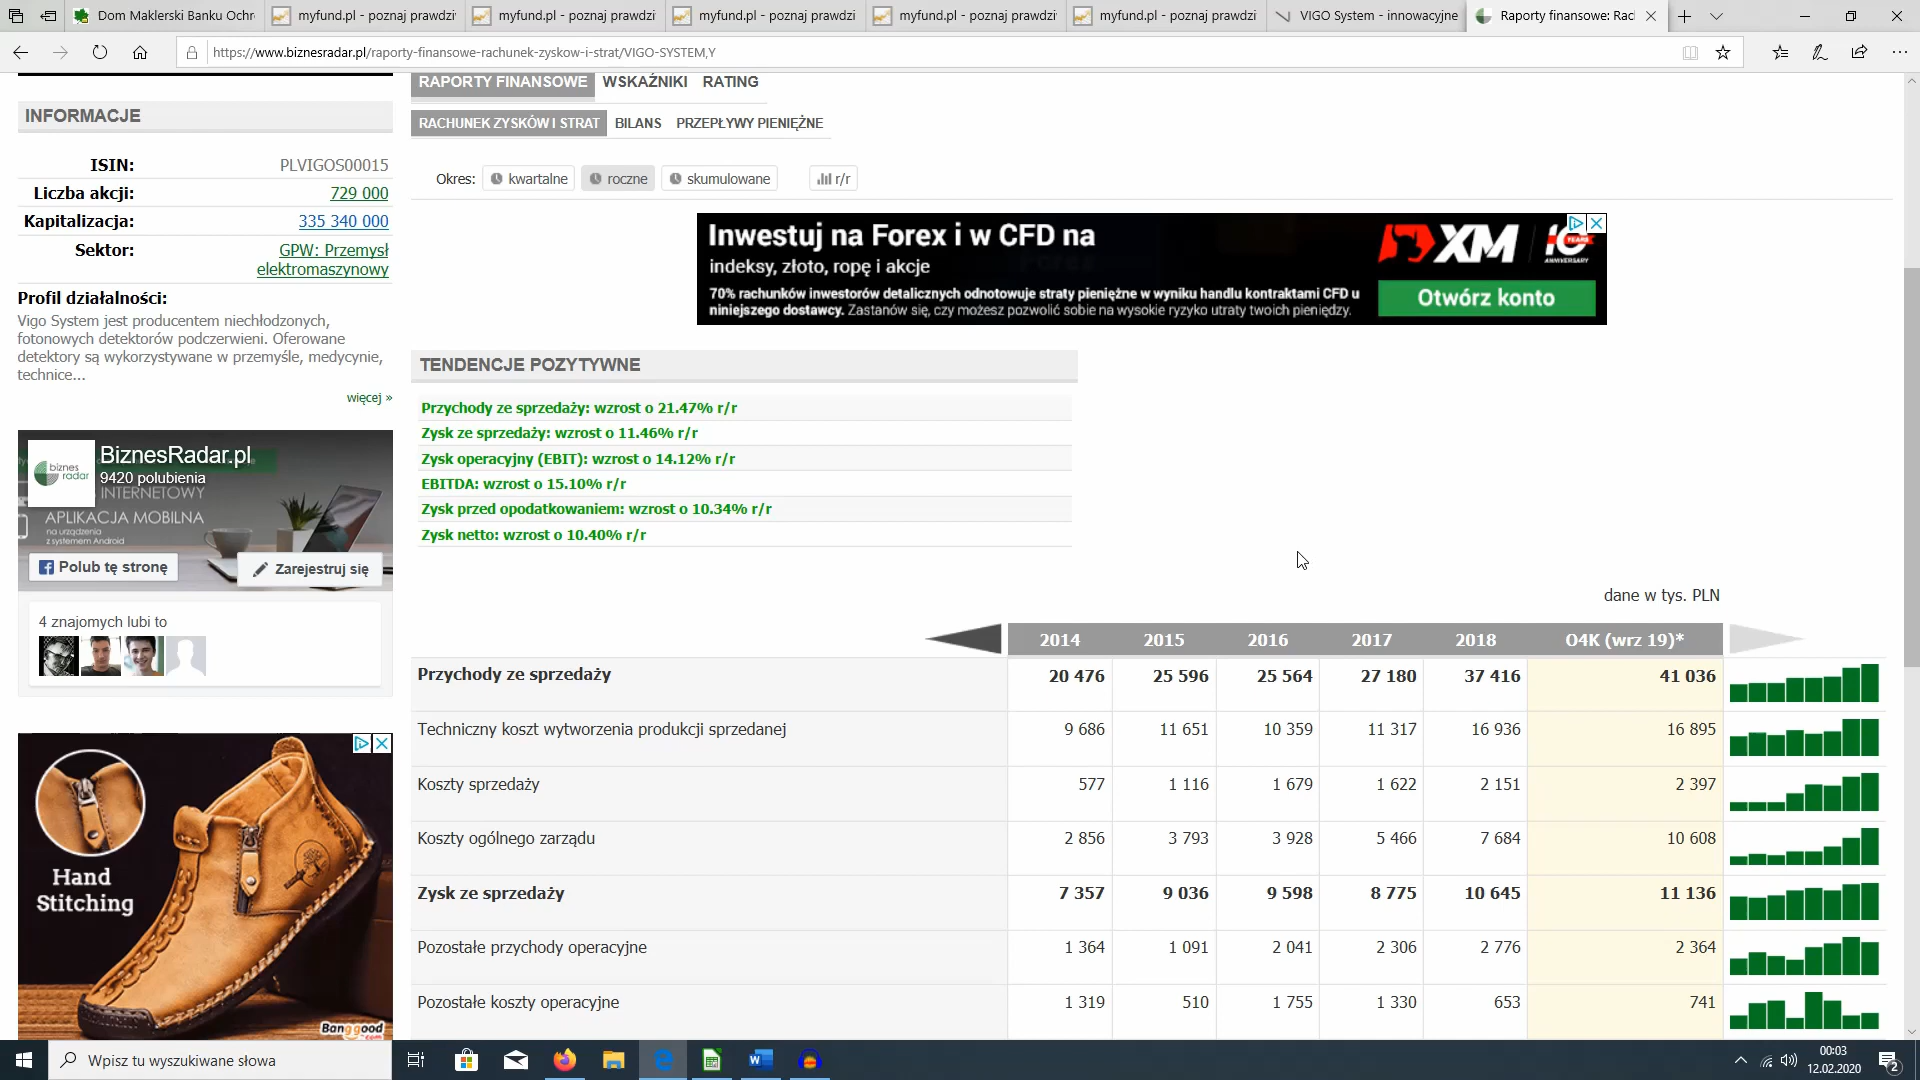 Dom Maklerski Banku Ochr
myfund.pl - poznaj prawdzi
myfund.pl - poznaj prawdzi
myfund.pl - poznaj prawdzi
myfund.pl - poznaj prawdzi
myfund.pl - poznaj prawdzi
VIGO System - innowacyjne
Raporty finansowe: Rac
https://www.biznesradar.pl/raporty-finansowe-rachunek-zyskow-i-strat/VIGO-SYSTEM,Y
RAPORTY FINANSOWE WSKAŹNIKI RATING
RACHUNEK ZYSKÓW I STRAT BILANS PRZEPŁYWY PIENIĘŻNE
Okres: kwartalne roczne skumulowane r/r
INFORMACJE
ISIN: PLVIGOS00015
Liczba akcji: 729 000
Kapitalizacja: 335 340 000
Sektor: GPW: Przemysł
elektromaszynowy
Profil działalności:
Vigo System jest producentem niechłodzonych,
fotonowych detektorów podczerwieni. Oferowane
detektory są wykorzystywane w przemyśle, medycynie,
technice...
więcej »
biznes
radar
BiznesRadar.pl
9420 polubienia
INTERNETOWY
APLIKACJA MOBILNA
na urządzenia
z systemem Android
Polub tę stronę
Zarejestruj się
4 znajomych lubi to
Hand
Stitching
Banggood
Inwestuj na Forex i w CFD na
indeksy, złoto, ropę i akcje
70% rachunków inwestorów detalicznych odnotowuje straty pieniężne w wyniku handlu kontraktami CFD u
niniejszego dostawcy. Zastanów się, czy możesz pozwolić sobie na wysokie ryzyko utraty twoich pieniędzy.
XM
10 YEARS
ANNIVERSARY
Otwórz konto
TENDENCJE POZYTYWNE
Przychody ze sprzedaży: wzrost o 21.47% r/r
Zysk ze sprzedaży: wzrost o 11.46% r/r
Zysk operacyjny (EBIT): wzrost o 14.12% r/r
EBITDA: wzrost o 15.10% r/r
Zysk przed opodatkowaniem: wzrost o 10.34% r/r
Zysk netto: wzrost o 10.40% r/r
dane w tys. PLN
2014 2015 2016 2017 2018 O4K (wrz 19)*
Przychody ze sprzedaży 20 476 25 596 25 564 27 180 37 416 41 036
Techniczny koszt wytworzenia produkcji sprzedanej 9 686 11 651 10 359 11 317 16 936 16 895
Koszty sprzedaży 577 1 116 1 679 1 622 2 151 2 397
Koszty ogólnego zarządu 2 856 3 793 3 928 5 466 7 684 10 608
Zysk ze sprzedaży 7 357 9 036 9 598 8 775 10 645 11 136
Pozostałe przychody operacyjne 1 364 1 091 2 041 2 306 2 776 2 364
Pozostałe koszty operacyjne 1 319 510 1 755 1 330 653 741
Wpisz tu wyszukiwane słowa
00:03
12.02.2020
2